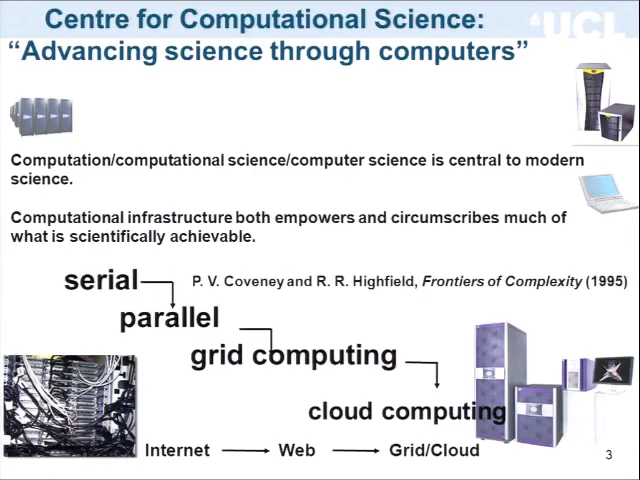 Centre for Computational Science:
“Advancing science through computers”
UCL
Computation/computational science/computer science is central to modern
science.
Computational infrastructure both empowers and circumscribes much of
what is scientifically achievable.
serial
P. V. Coveney and R. R. Highfield, Frontiers of Complexity (1995)
parallel
grid computing
cloud computing
Internet Web Grid/Cloud
3